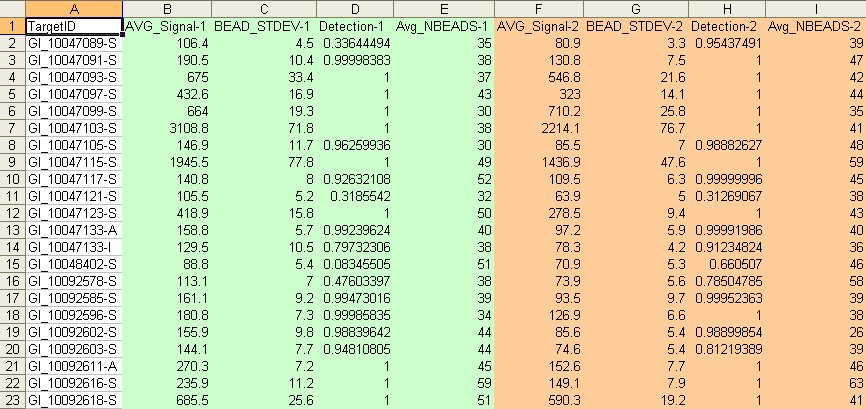 A B C D E F G H I
1 TargetID AVG_Signal-1 BEAD_STDEV-1 Detection-1 Avg_NBEADS-1 AVG_Signal-2 BEAD_STDEV-2 Detection-2 Avg_NBEADS-2
2 GI_10047089-S 106.4 4.5 0.33644494 35 80.9 3.3 0.95437491 39
3 GI_10047091-S 190.5 10.4 0.99998383 38 130.8 7.5 1 47
4 GI_10047093-S 675 33.4 1 37 546.8 21.6 1 42
5 GI_10047097-S 432.6 16.9 1 43 323 14.1 1 44
6 GI_10047099-S 664 19.3 1 30 710.2 25.8 1 35
7 GI_10047103-S 3108.8 71.8 1 38 2214.1 76.7 1 41
8 GI_10047105-S 146.9 11.7 0.96259936 30 85.5 7 0.98882627 48
9 GI_10047115-S 1945.5 77.8 1 49 1436.9 47.6 1 59
10 GI_10047117-S 140.8 8 0.92632108 52 109.5 6.3 0.99999996 45
11 GI_10047121-S 105.5 5.2 0.3185542 32 63.9 5 0.31269067 38
12 GI_10047123-S 418.9 15.8 1 50 278.5 9.4 1 43
13 GI_10047133-A 158.8 5.7 0.99239624 40 97.2 5.9 0.99991986 40
14 GI_10047133-I 129.5 10.5 0.79732306 38 78.3 4.2 0.91234824 36
15 GI_10048402-S 88.8 5.4 0.08345505 51 70.9 5.3 0.660507 46
16 GI_10092578-S 113.1 7 0.47603397 38 73.9 5.6 0.78504785 58
17 GI_10092585-S 161.1 9.2 0.99473016 39 93.5 9.7 0.99952363 39
18 GI_10092596-S 180.8 7.3 0.99985835 34 126.9 6.6 1 38
19 GI_10092602-S 155.9 9.8 0.98839642 44 85.6 5.4 0.98899854 26
20 GI_10092603-S 144.1 7.7 0.94810805 44 74.6 5.4 0.81219389 39
21 GI_10092611-A 270.3 7.2 1 45 152.6 7.7 1 46
22 GI_10092616-S 235.9 11.2 1 59 149.1 7.9 1 63
23 GI_10092618-S 685.5 25.6 1 51 590.3 19.2 1 41